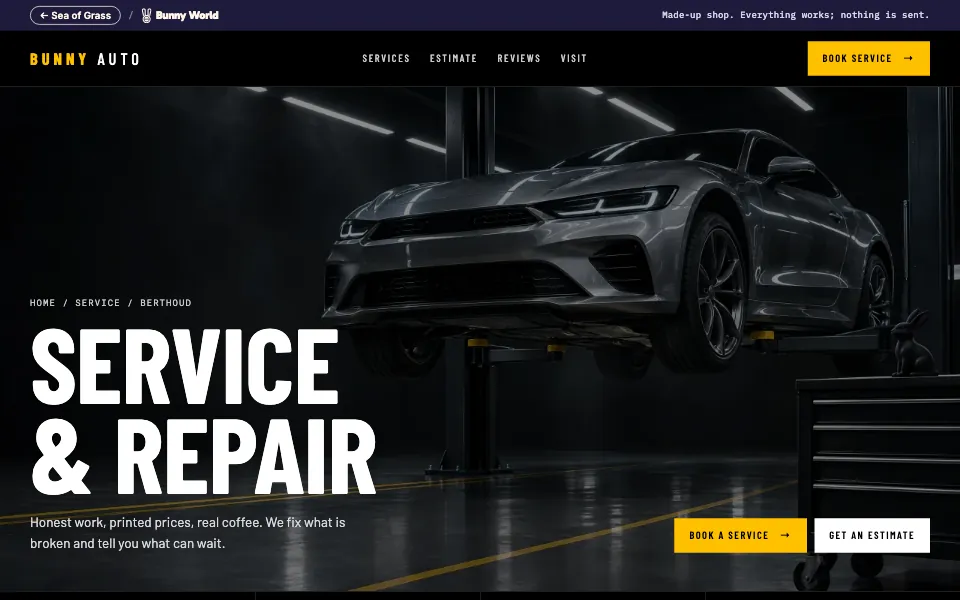 ← Sea of Grass / Bunny World
Made-up shop. Everything works; nothing is sent.
BUNNY AUTO
SERVICES ESTIMATE REVIEWS VISIT
BOOK SERVICE →
HOME / SERVICE / BERTHOUD
SERVICE
& REPAIR
Honest work, printed prices, real coffee. We fix what is
broken and tell you what can wait.
BOOK A SERVICE →
GET AN ESTIMATE